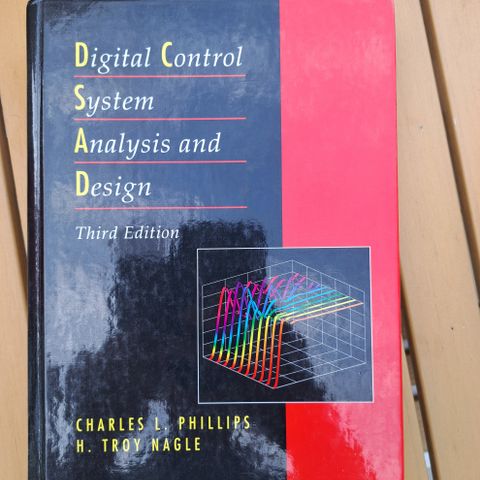 Digital Control
System
Analysis and
Design
Third Edition
CHARLES L. PHILLIPS
H. TROY NAGLE